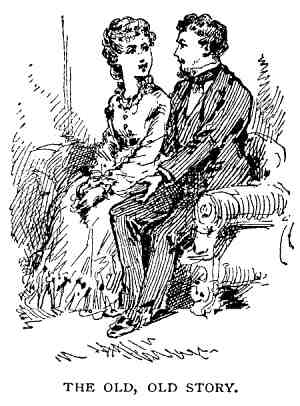 THE OLD, OLD STORY.